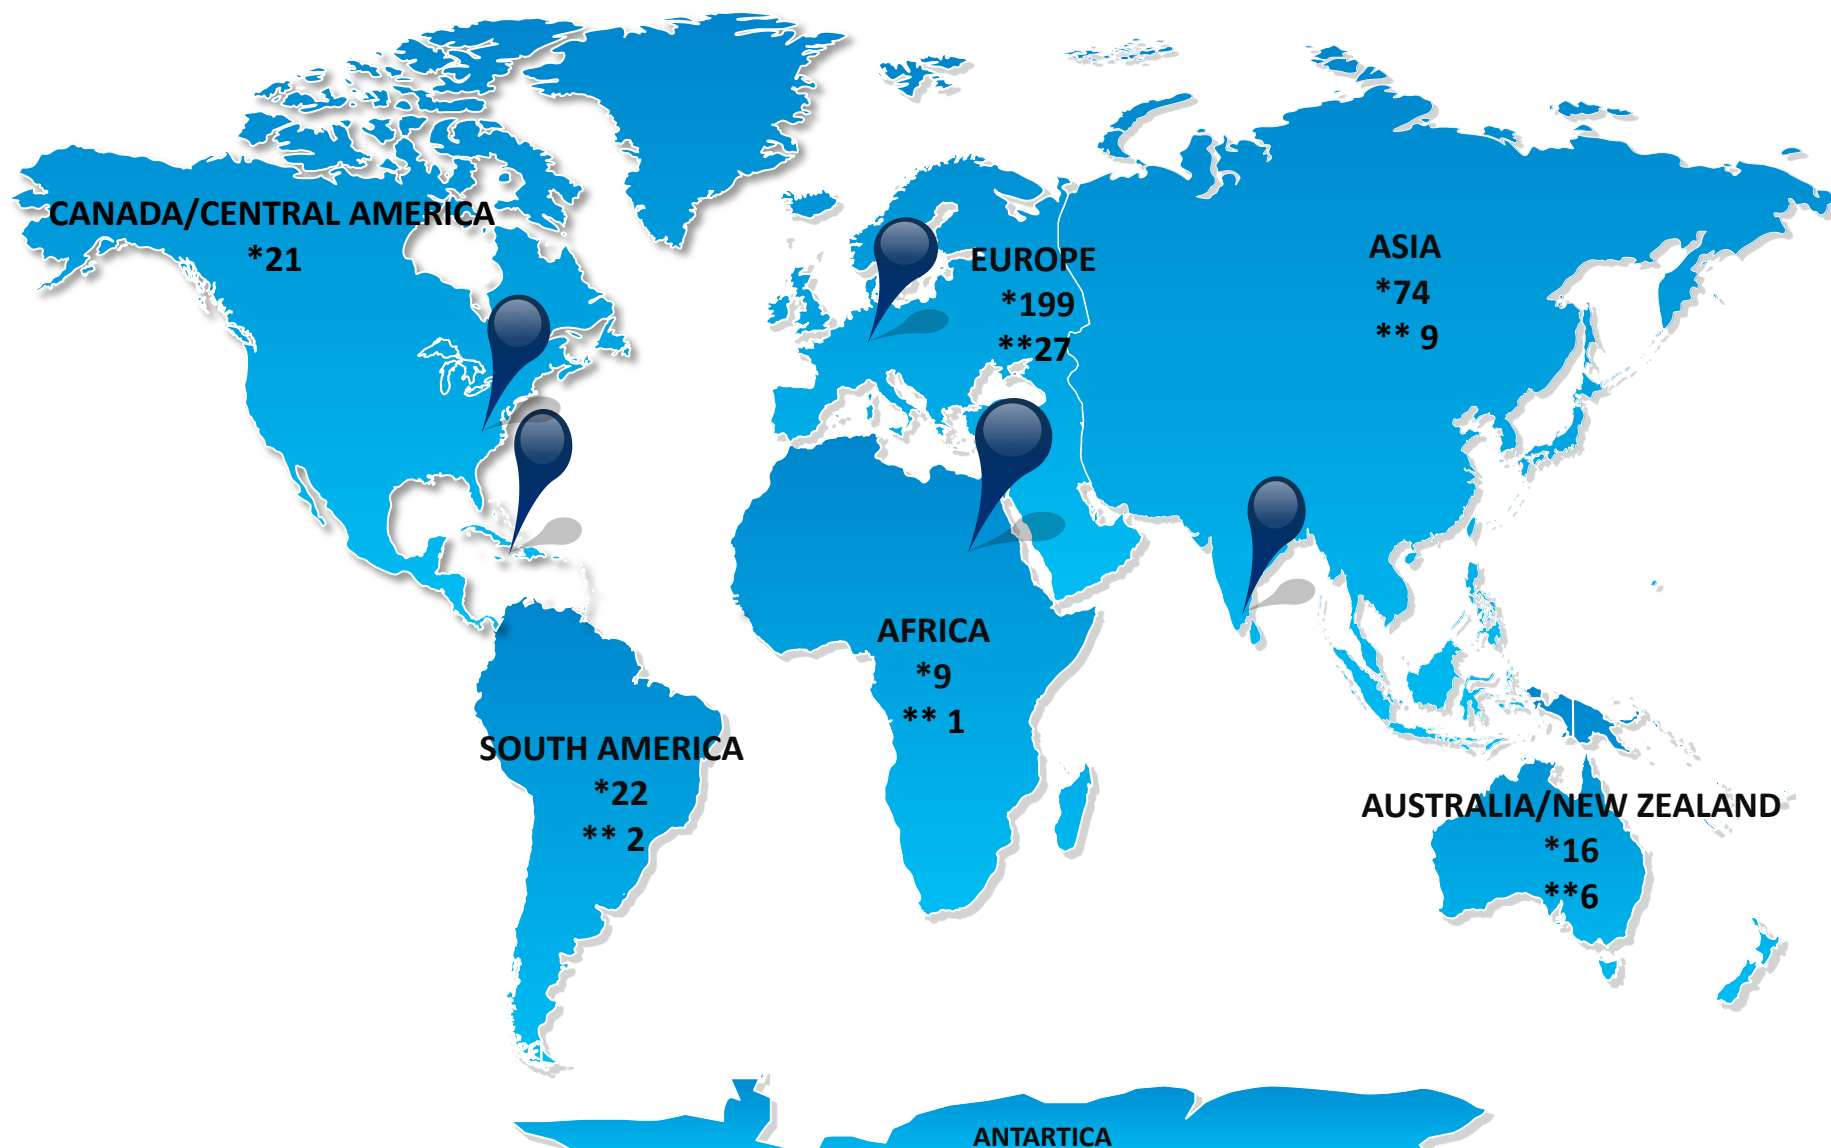 CANADA/CENTRAL AMERICA
*21
EUROPE
*199
**27
ASIA
*74
** 9
AFRICA
*9
** 1
SOUTH AMERICA
*22
** 2
AUSTRALIA/NEW ZEALAND
*16
**6
ANTARTICA